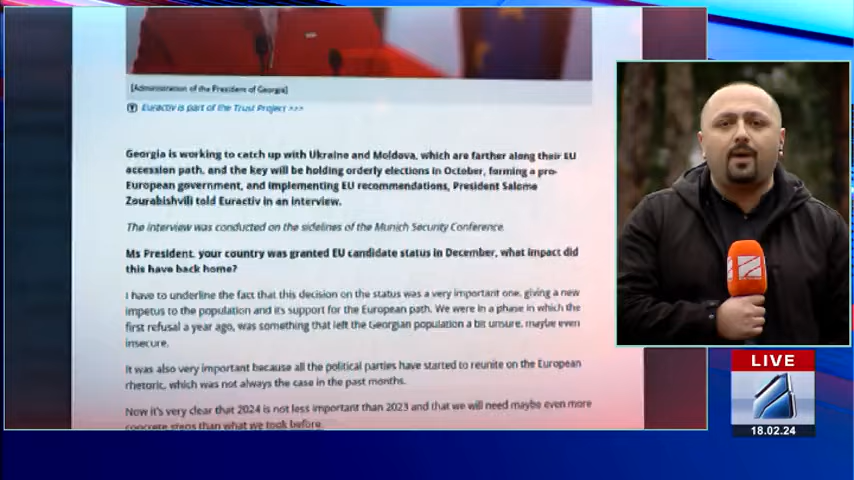 [Administration of the President of Georgia]
Euractiv is part of the Trust Project >>>
Georgia is working to catch up with Ukraine and Moldova, which are farther along their EU
accession path, and the key will be holding orderly elections in October, forming a pro-
European government, and implementing EU recommendations, President Salome
Zourabishvili told Euractiv in an interview.
The interview was conducted on the sidelines of the Munich Security Conference.
Ms President, your country was granted EU candidate status in December, what impact did
this have back home?
I have to underline the fact that this decision on the status was a very important one, giving a new
impetus to the population and its support for the European path. We were in a phase in which the
first refusal a year ago, was something that left the Georgian population a bit unsure, maybe even
insecure.
It was also very important because all the political parties have started to reunite on the European
rhetoric, which was not always the case in the past months.
Now it's very clear that 2024 is not less important than 2023 and that we will need maybe even more
concrete steps than what we took before.
LIVE
18.02.24